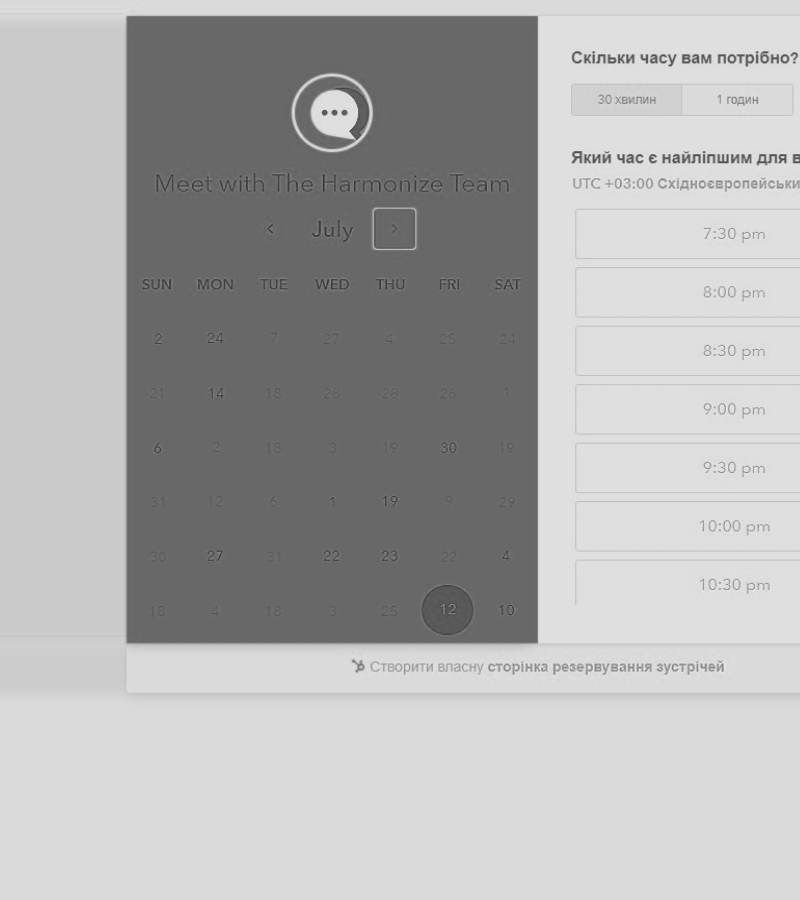 Meet with The Harmonize Team
July
SUN MON TUE WED THU FRI SAT
2 24 7 27 4 25 24
21 14 18 28 28 26 1
6 2 18 3 19 30 19
31 12 6 1 19 9 29
30 27 31 22 23 22 4
18 4 18 3 25 12 10
Скільки часу вам потрібно?
30 хвилин 1 годин
Який час є найліпшим для в
UTC +03:00 Східноєвропейськи
7:30 pm
8:00 pm
8:30 pm
9:00 pm
9:30 pm
10:00 pm
10:30 pm
Створити власну сторінка резервування зустрічей